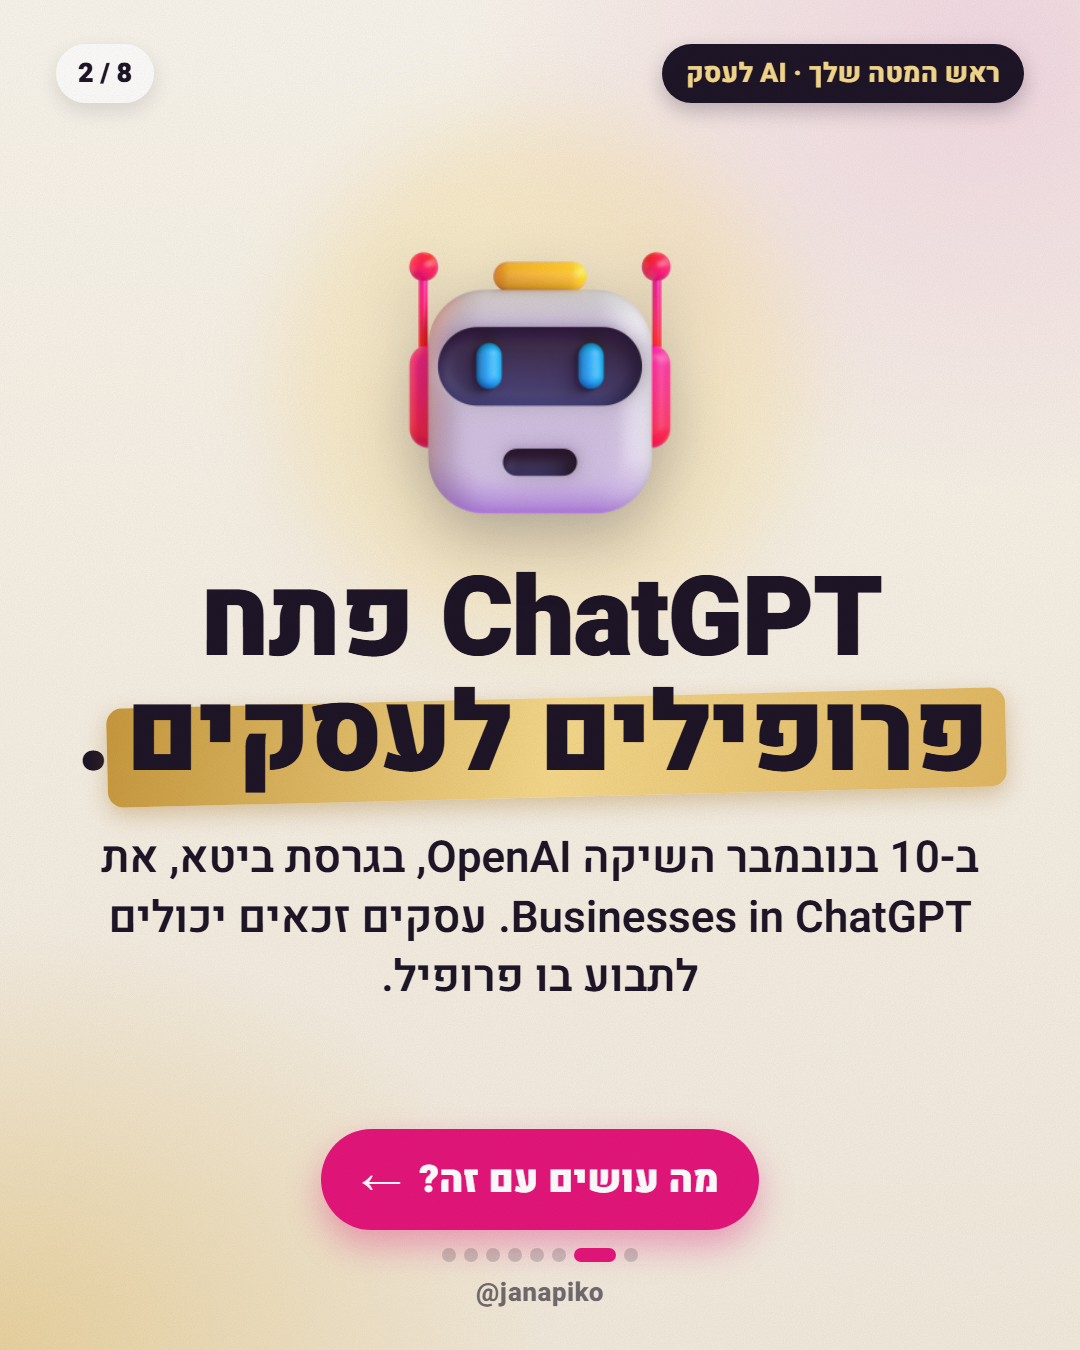 ראש המטה שלך · AI לעסק
2 / 8
ChatGPT פתח
פרופילים לעסקים.
ב-10 בנובמבר השיקה OpenAI, בגרסת ביטא, את
Businesses in ChatGPT. עסקים זכאים יכולים
לתבוע בו פרופיל.
מה עושים עם זה? ←
@janapiko